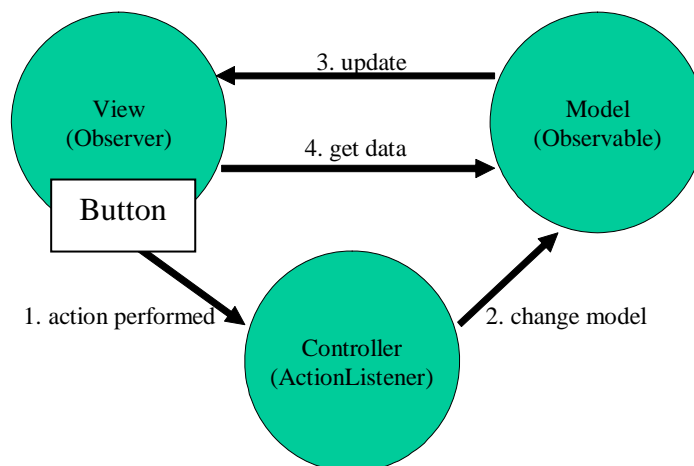 3. update
View
(Observer)
Model
(Observable)
4. get data
Button
1. action performed
2. change model
Controller
(ActionListener)